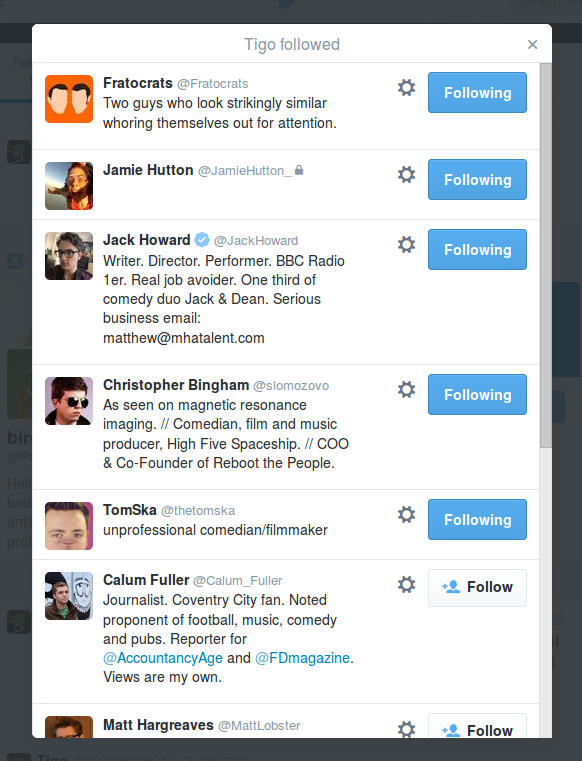 Tigo followed
×
Fratocrats @Fratocrats
Two guys who look strikingly similar
whoring themselves out for attention.
Following
Jamie Hutton @JamieHutton_
Following
Jack Howard @JackHoward
Writer. Director. Performer. BBC Radio
1er. Real job avoider. One third of
comedy duo Jack & Dean. Serious
business email:
matthew@mhatalent.com
Following
Christopher Bingham @slomozovo
As seen on magnetic resonance
imaging. // Comedian, film and music
producer, High Five Spaceship. // COO
& Co-Founder of Reboot the People.
Following
TomSka @thetomska
unprofessional comedian/filmmaker
Following
Calum Fuller @Calum_Fuller
Journalist. Coventry City fan. Noted
proponent of football, music, comedy
and pubs. Reporter for
@AccountancyAge and @FDmagazine.
Views are my own.
Follow
Matt Hargreaves @MattLobster
Follow